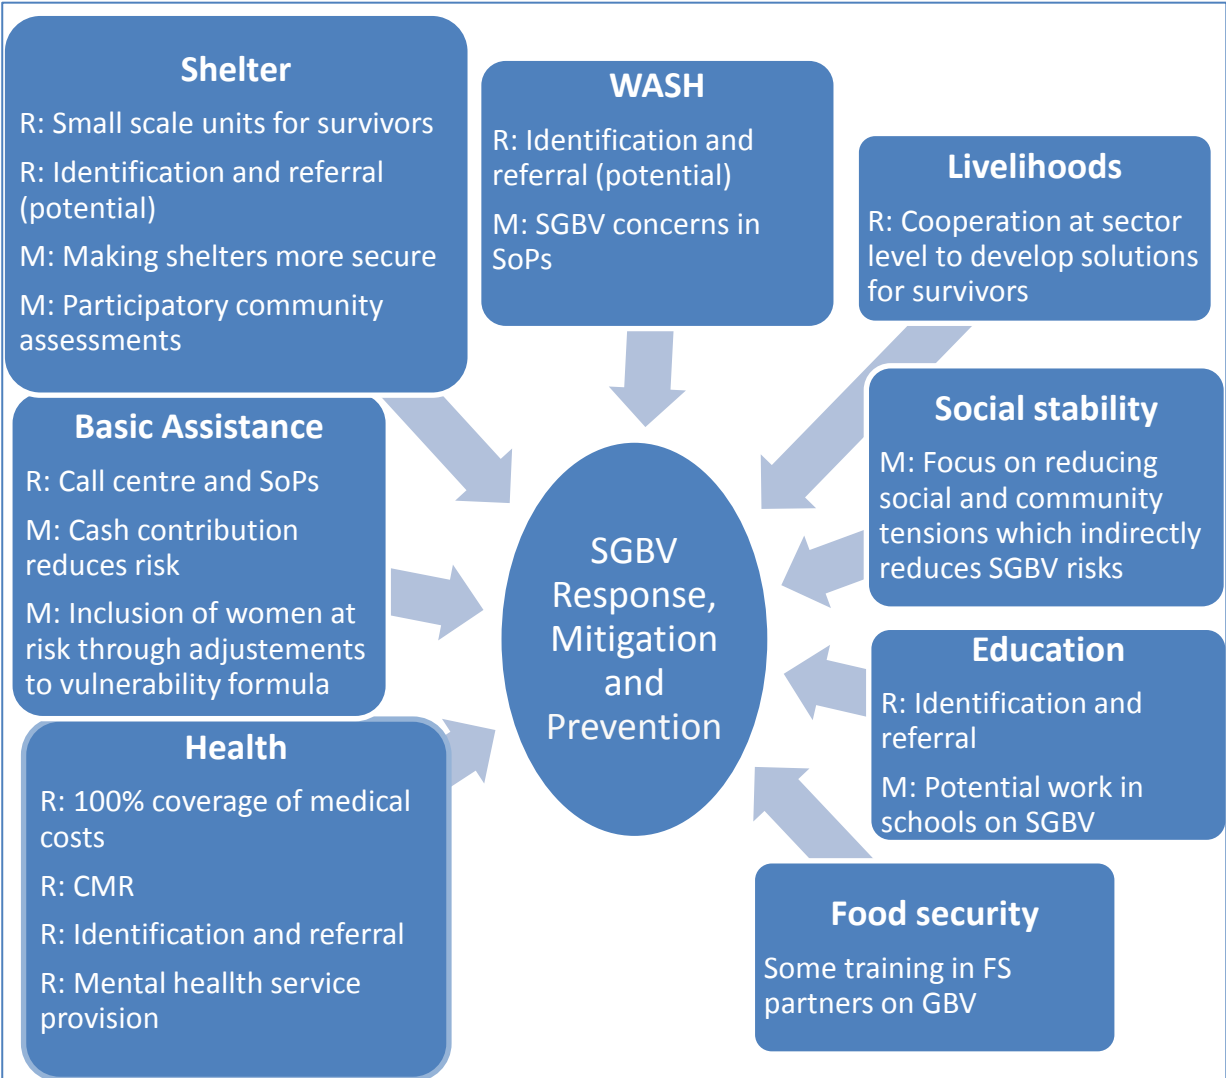 Shelter
R: Small scale units for survivors
R: Identification and referral
(potential)
M: Making shelters more secure
M: Participatory community
assessments
WASH
R: Identification and
referral (potential)
M: SGBV concerns in
SoPs
Livelihoods
R: Cooperation at sector
level to develop solutions
for survivors
Basic Assistance
R: Call centre and SoPs
M: Cash contribution
reduces risk
M: Inclusion of women at
risk through adjustements
to vulnerability formula
SGBV
Response,
Mitigation
and
Prevention
Social stability
M: Focus on reducing
social and community
tensions which indirectly
reduces SGBV risks
Health
R: 100% coverage of medical
costs
R: CMR
R: Identification and referral
R: Mental heallth service
provision
Education
R: Identification and
referral
M: Potential work in
schools on SGBV
Food security
Some training in FS
partners on GBV